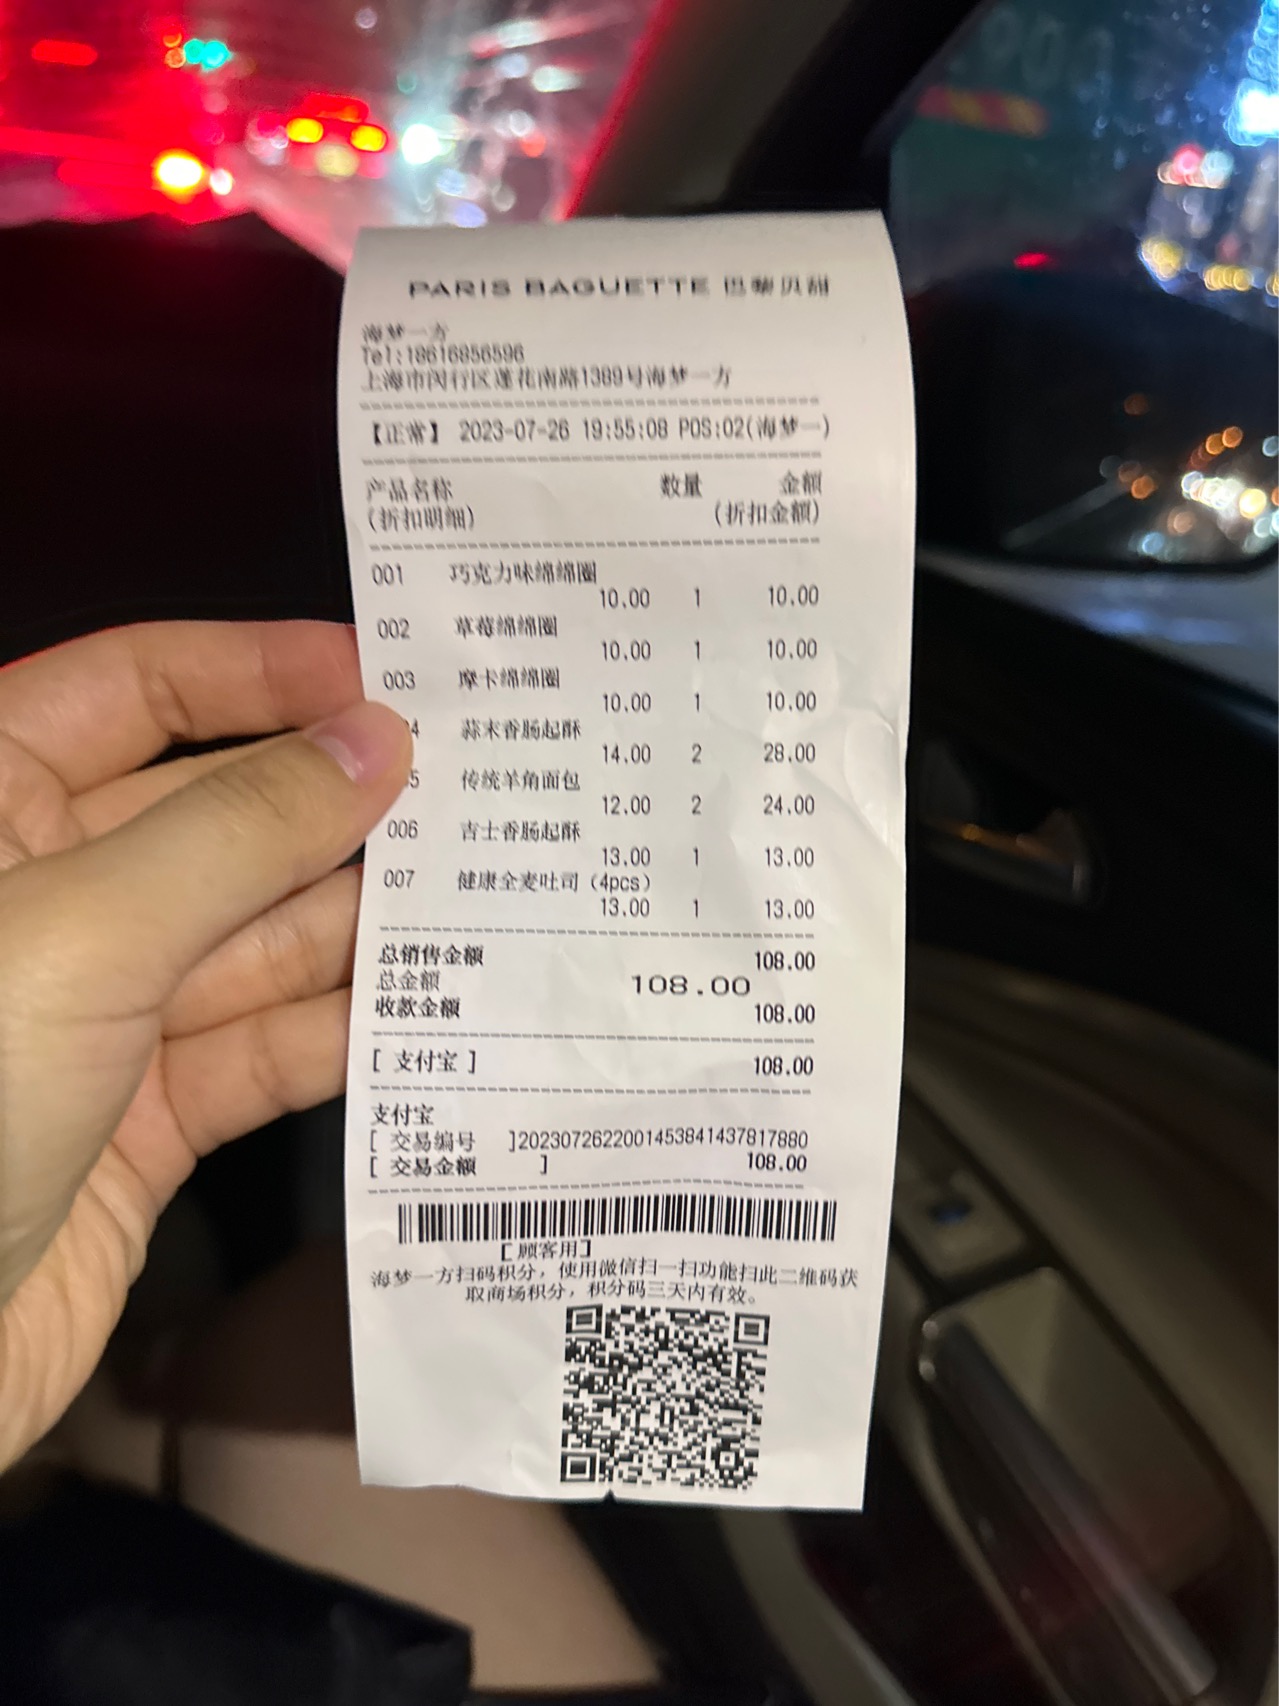 PARIS BAGUETTE 巴黎贝甜
海梦一方
Tel:18616856596
上海市闵行区莲花南路1389号海梦一方
【正常】 2023-07-26 19:55:08 POS:02(海梦一)
产品名称 数量 金额
(折扣明细) (折扣金额)
001 巧克力味绵绵圈
10.00 1 10.00
002 草莓绵绵圈
10.00 1 10.00
003 摩卡绵绵圈
10.00 1 10.00
4 蒜末香肠起酥
14.00 2 28.00
5 传统羊角面包
12.00 2 24.00
006 吉士香肠起酥
13.00 1 13.00
007 健康全麦吐司(4pcs)
13.00 1 13.00
总销售金额 108.00
总金额 108.00
收款金额 108.00
[ 支付宝 ] 108.00
支付宝
[ 交易编号 ]2023072622001453841437817880
[ 交易金额 ] 108.00
[顾客用]
海梦一方扫码积分，使用微信扫一扫功能扫此二维码获
取商场积分，积分码三天内有效。